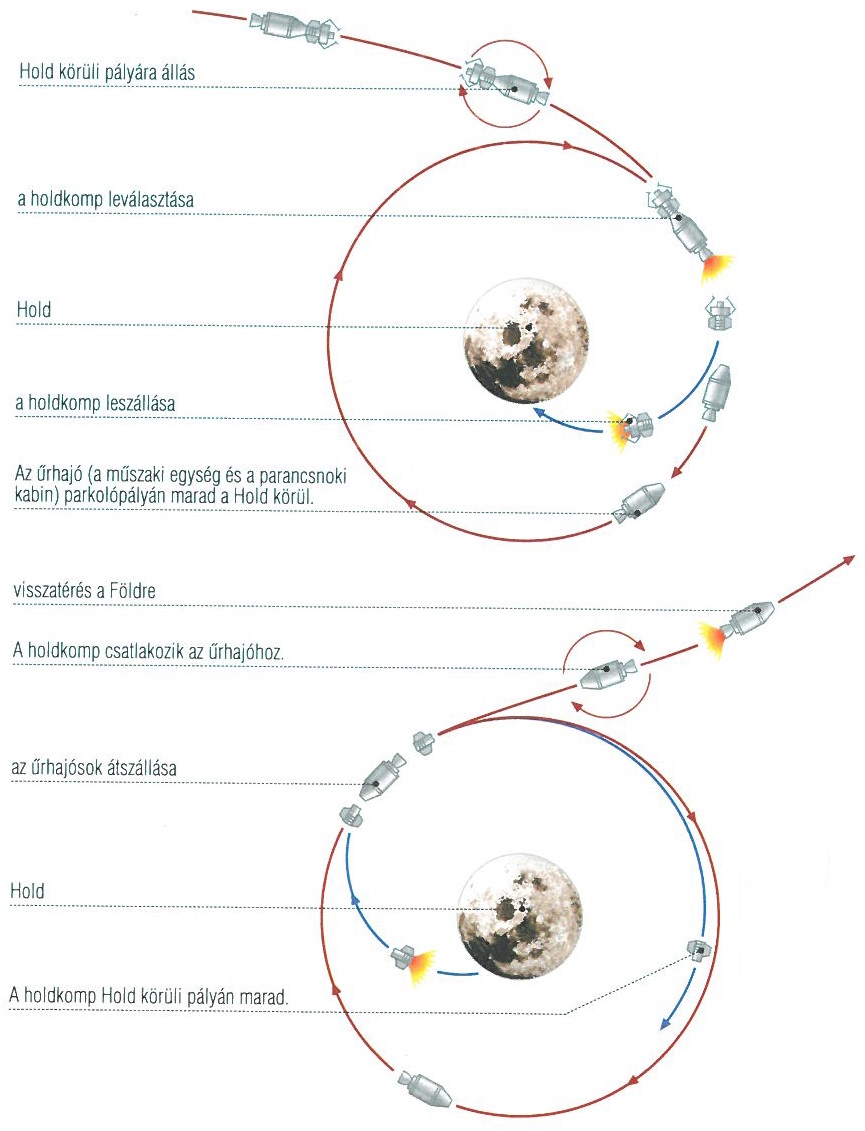 Hold körüli pályára állás
a holdkomp leválasztása
Hold
a holdkomp leszállása
Az űrhajó (a műszaki egység és a parancsnoki
kabin) parkolópályán marad a Hold körül.
visszatérés a Földre
A holdkomp csatlakozik az űrhajóhoz.
az űrhajósok átszállása
Hold
A holdkomp Hold körüli pályán marad.